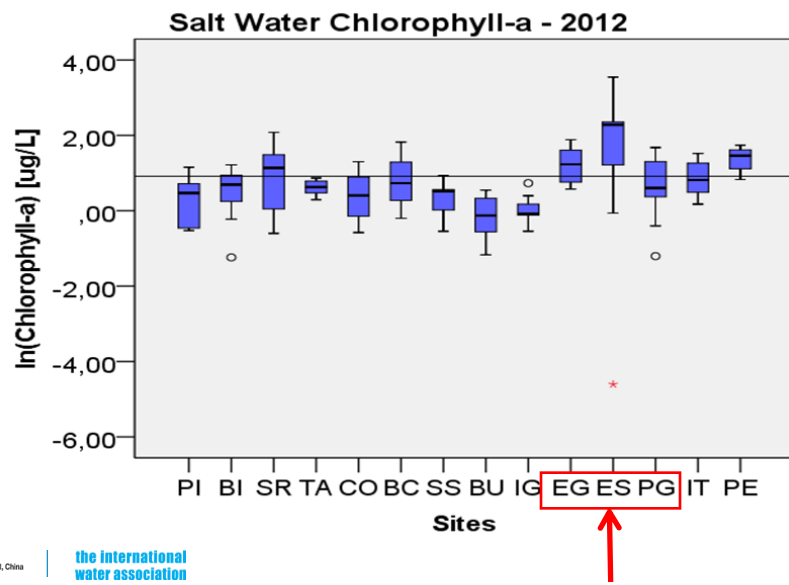 Salt Water Chlorophyll-a - 2012
ln(Chlorophyll-a) [ug/L]
4,00
2,00
,00
-2,00
-4,00
-6,00
PI BI SR TA CO BC SS BU IG EG ES PG IT PE
Sites
, China
the international
water association